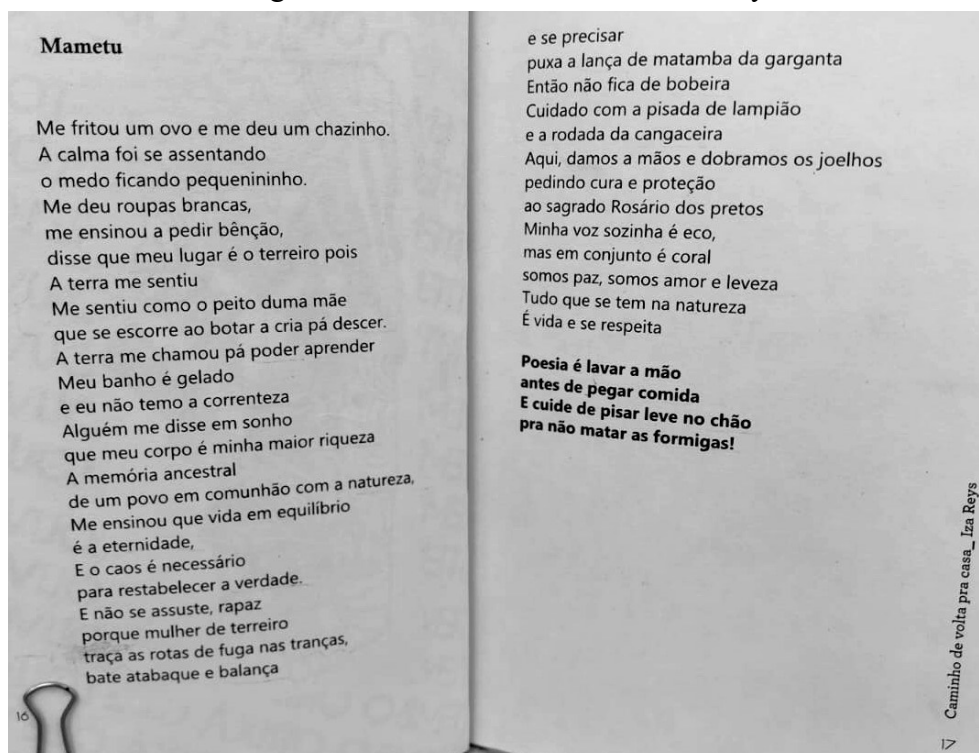 Mametu
Me fritou um ovo e me deu um chazinho.
A calma foi se assentando
o medo ficando pequenininho.
Me deu roupas brancas,
me ensinou a pedir bênção,
disse que meu lugar é o terreiro pois
A terra me sentiu
Me sentiu como o peito duma mãe
que se escorre ao botar a cria pá descer.
A terra me chamou pá poder aprender
Meu banho é gelado
e eu não temo a correnteza
Alguém me disse em sonho
que meu corpo é minha maior riqueza
A memória ancestral
de um povo em comunhão com a natureza,
Me ensinou que vida em equilíbrio
é a eternidade,
E o caos é necessário
para restabelecer a verdade.
E não se assuste, rapaz
porque mulher de terreiro
traça as rotas de fuga nas tranças,
bate atabaque e balança
16
e se precisar
puxa a lança de matamba da garganta
Então não fica de bobeira
Cuidado com a pisada de lampião
e a rodada da cangaceira
Aqui, damos a mãos e dobramos os joelhos
pedindo cura e proteção
ao sagrado Rosário dos pretos
Minha voz sozinha é eco,
mas em conjunto é coral
somos paz, somos amor e leveza
Tudo que se tem na natureza
É vida e se respeita
Poesia é lavar a mão
antes de pegar comida
E cuide de pisar leve no chão
pra não matar as formigas!
Caminho de volta pra casa_ Iza Reys
17